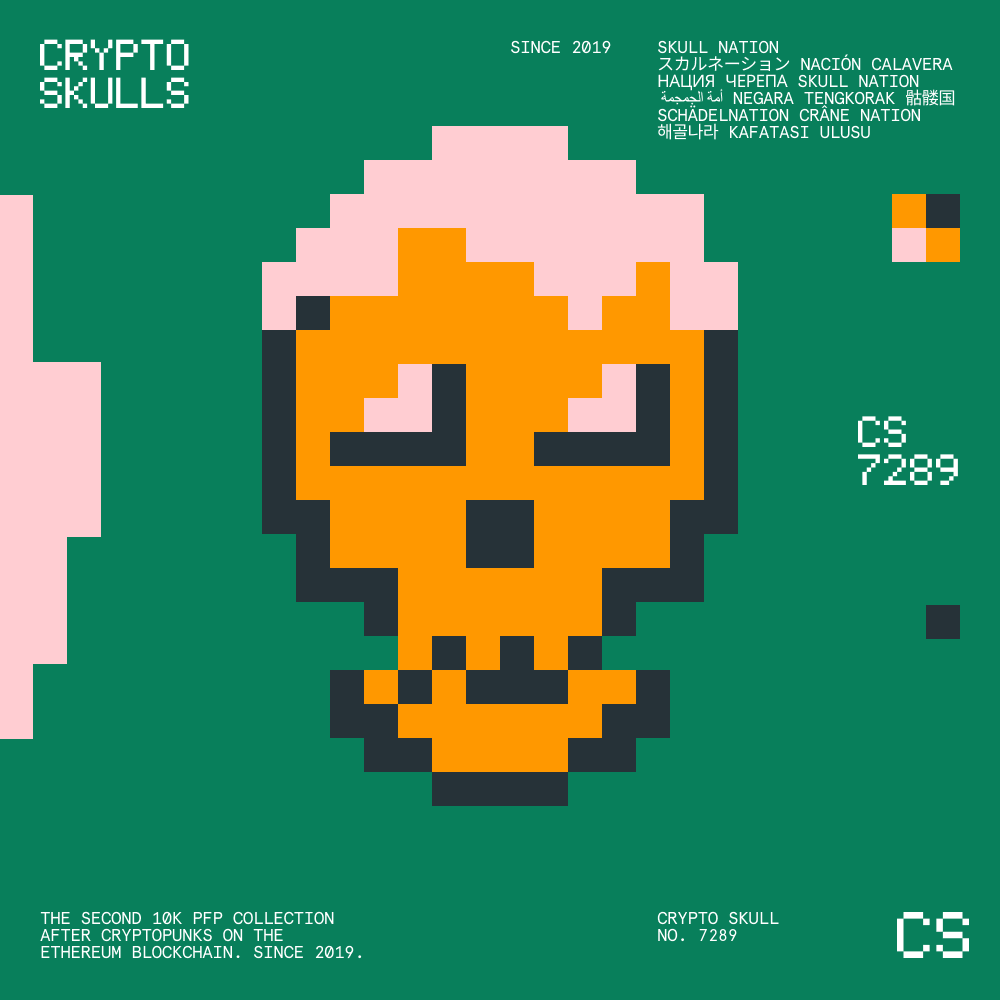 CRYPTO
SKULLS
SINCE 2019
SKULL NATION
スカルネーション NACIÓN CALAVERA
НАЦИЯ ЧЕРЕПА SKULL NATION
أمة الجمجمة NEGARA TENGKORAK 骷髅国
SCHÄDELNATION CRÂNE NATION
해골나라 KAFATASI ULUSU
CS
7289
THE SECOND 10K PFP COLLECTION
AFTER CRYPTOPUNKS ON THE
ETHEREUM BLOCKCHAIN. SINCE 2019.
CRYPTO SKULL
NO. 7289
CS